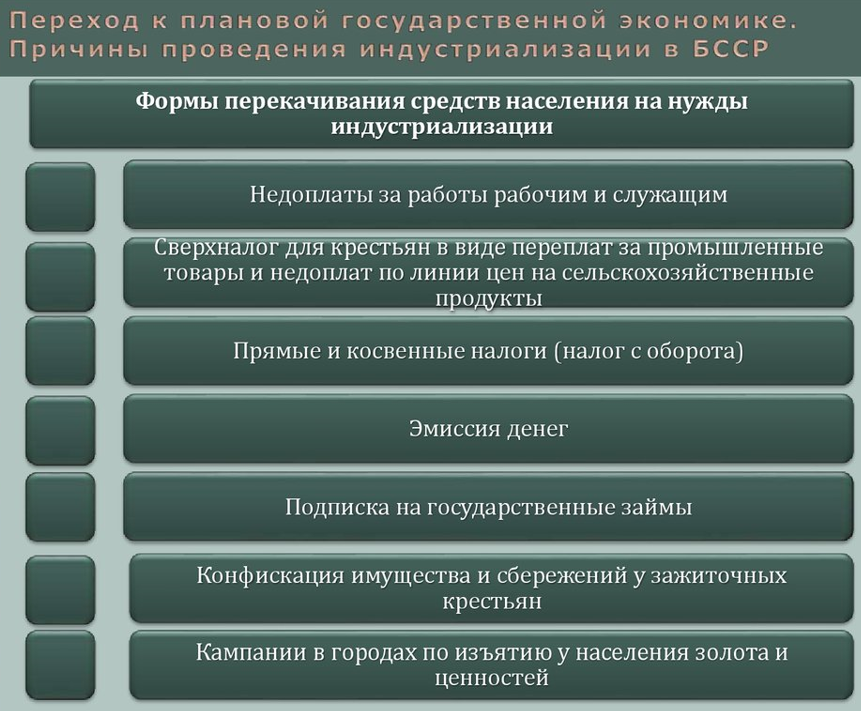 Переход к плановой государственной экономике.
Причины проведения индустриализации в БССР
Формы перекачивания средств населения на нужды
индустриализации
Недоплаты за работы рабочим и служащим
Сверхналог для крестьян в виде переплат за промышленные
товары и недоплат по линии цен на сельскохозяйственные
продукты
Прямые и косвенные налоги (налог с оборота)
Эмиссия денег
Подписка на государственные займы
Конфискация имущества и сбережений у зажиточных
крестьян
Кампании в городах по изъятию у населения золота и
ценностей